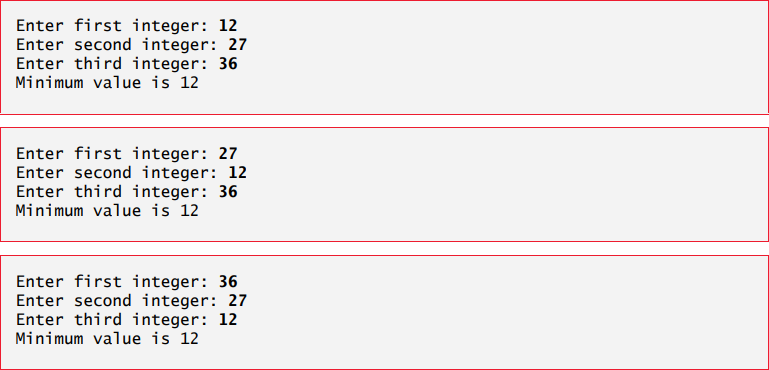 Enter first integer: 12
Enter second integer: 27
Enter third integer: 36
Minimum value is 12
Enter first integer: 27
Enter second integer: 12
Enter third integer: 36
Minimum value is 12
Enter first integer: 36
Enter second integer: 27
Enter third integer: 12
Minimum value is 12